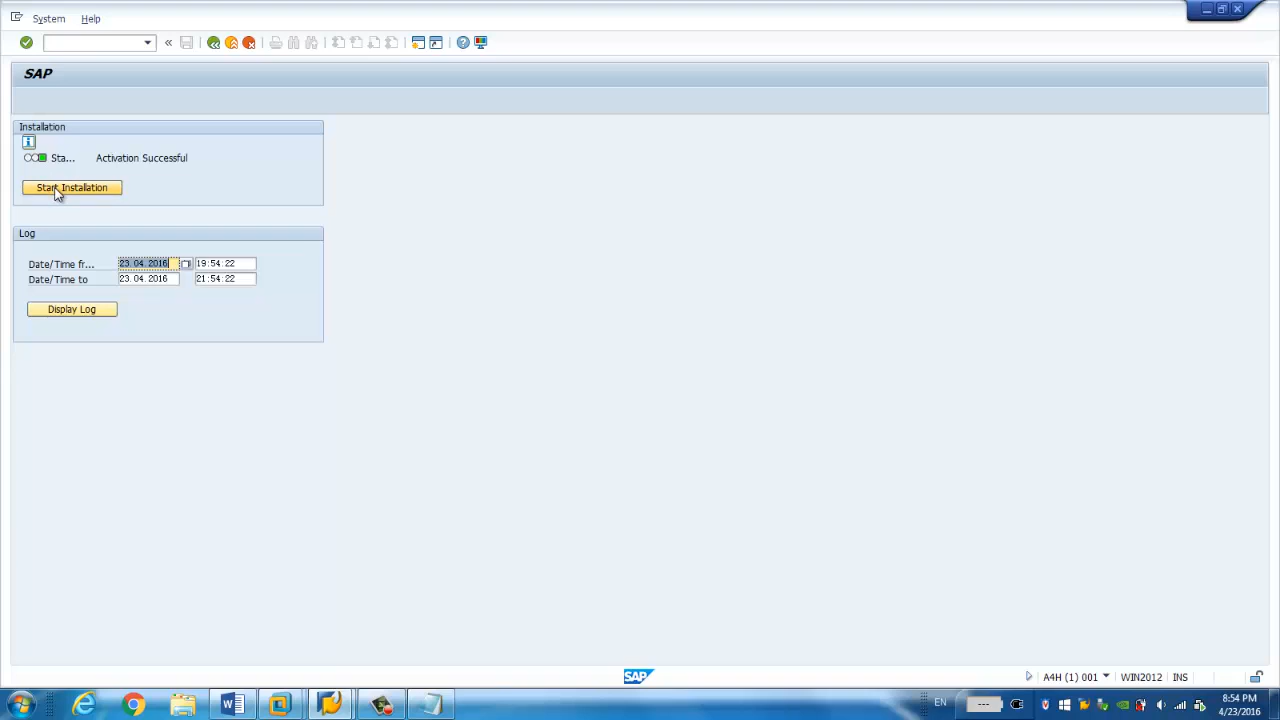 System Help
SAP
Installation
Sta... Activation Successful
Start Installation
Log
Date/Time fr... 23.04.2016 19:54:22
Date/Time to 23.04.2016 21:54:22
Display Log
SAP
A4H (1) 001 WIN2012 INS
EN
8:54 PM
4/23/2016